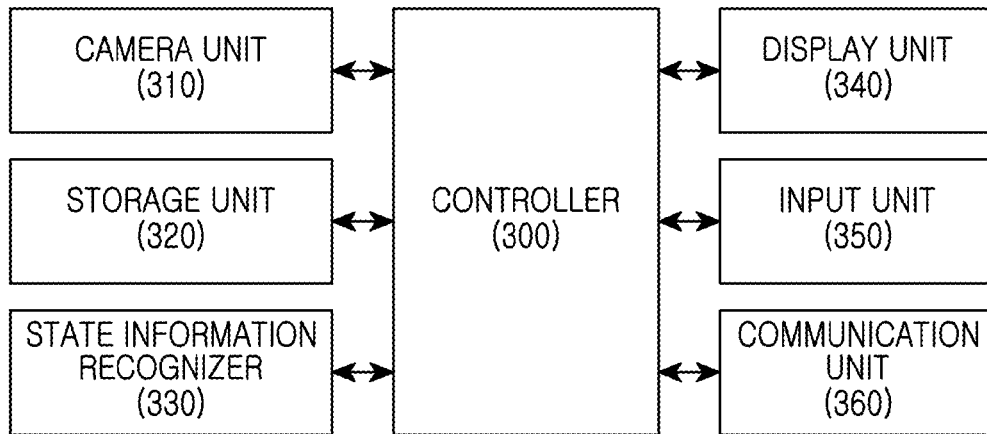 CAMERA UNIT
(310)
STORAGE UNIT
(320)
STATE INFORMATION
RECOGNIZER
(330)
CONTROLLER
(300)
DISPLAY UNIT
(340)
INPUT UNIT
(350)
COMMUNICATION
UNIT
(360)